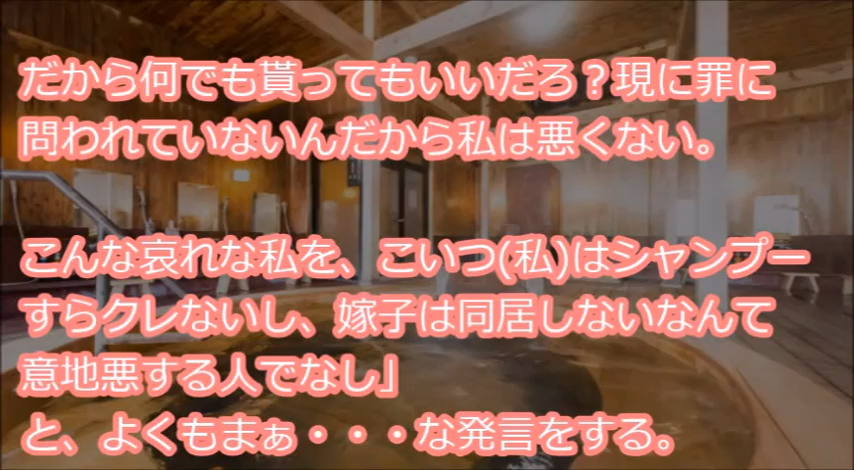 だから何でも貰ってもいいだろ？現に罪に
問われていないんだから私は悪くない。
こんな哀れな私を、こいつ(私)はシャンプー
すらクレないし、嫁子は同居しないなんて
意地悪する人でなし」
と、よくもまぁ・・・な発言をする。